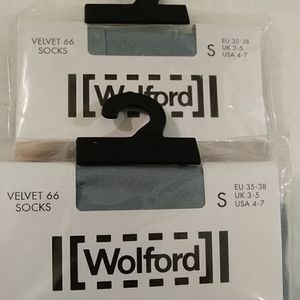 VELVET 66
SOCKS
Wolford
S
EU 35-38
UK 3-5
USA 4-7
VELVET 66
SOCKS
Wolford
S
EU 35-38
UK 3-5
USA 4-7